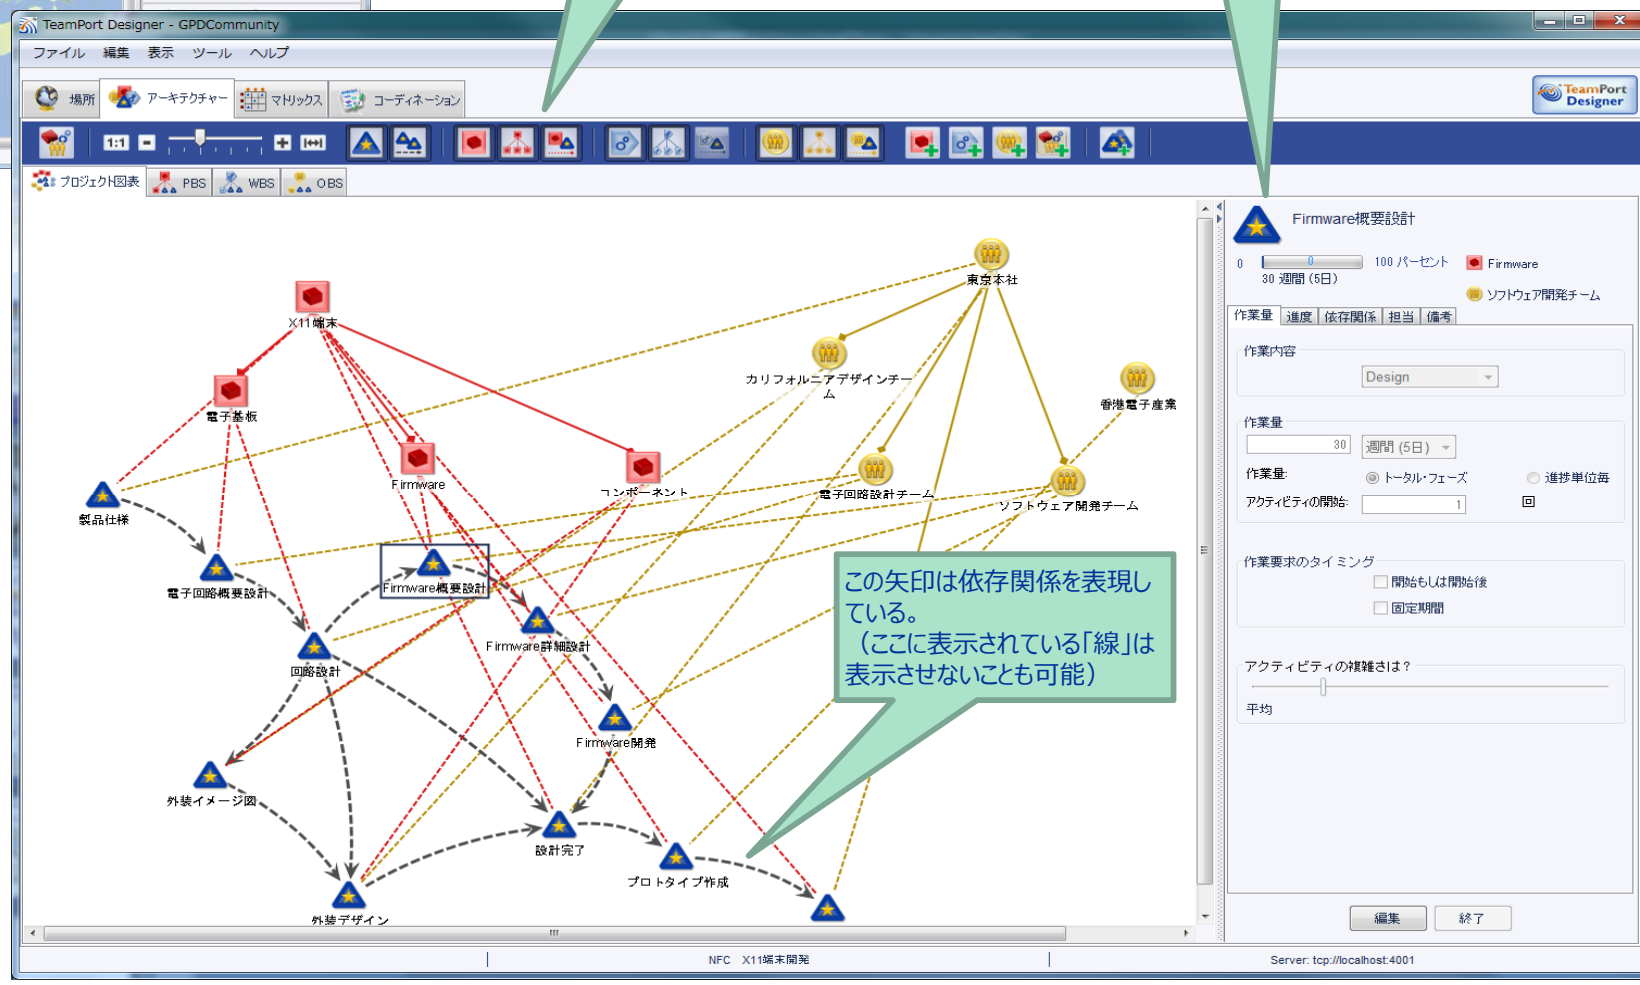 TeamPort Designer - GPDCommunity
ファイル 編集 表示 ツール ヘルプ
場所 アーキテクチャー マトリックス コーディネーション
TeamPort
Designer
1:1
プロジェクト図表 PBS WBS OBS
Firmware概要設計
0 0 100 パーセント Firmware
30 週間 (5日)
ソフトウェア開発チーム
作業量 進度 依存関係 担当 備考
作業内容
Design
作業量
30 週間 (5日)
作業量: トータル・フェーズ 進捗単位毎
アクティビティの開始: 1 回
作業要求のタイミング
開始もしは開始後
固定期間
アクティビティの複雑さは？
平均
編集 終了
東京本社
X11端末
カリフォルニアデザインチー
ム
香港電子産業
電子基板
Firmware
コンポーネント
電子回路設計チーム
ソフトウェア開発チーム
製品仕様
電子回路概要設計
Firmware概要設計
Firmware詳細設計
回路設計
この矢印は依存関係を表現し
ている。
（ここに表示されている「線」は
表示させないことも可能）
Firmware開発
外装イメージ図
設計完了
プロトタイプ作成
外装デザイン
NFC X11端末開発
Server: tcp://localhost:4001